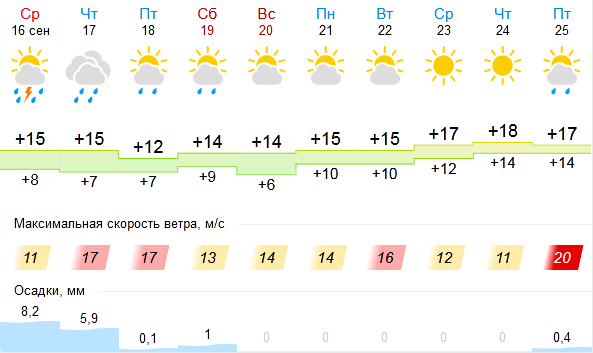 Ср Чт Пт Сб Вс Пн Вт Ср Чт Пт
16 сен 17 18 19 20 21 22 23 24 25
+15 +15 +12 +14 +14 +15 +15 +17 +18 +17
+8 +7 +7 +9 +6 +10 +10 +12 +14 +14
Максимальная скорость ветра, м/с
11 17 17 13 14 14 16 12 11 20
Осадки, мм
8,2 5,9 0,1 1 0 0 0 0 0 0,4